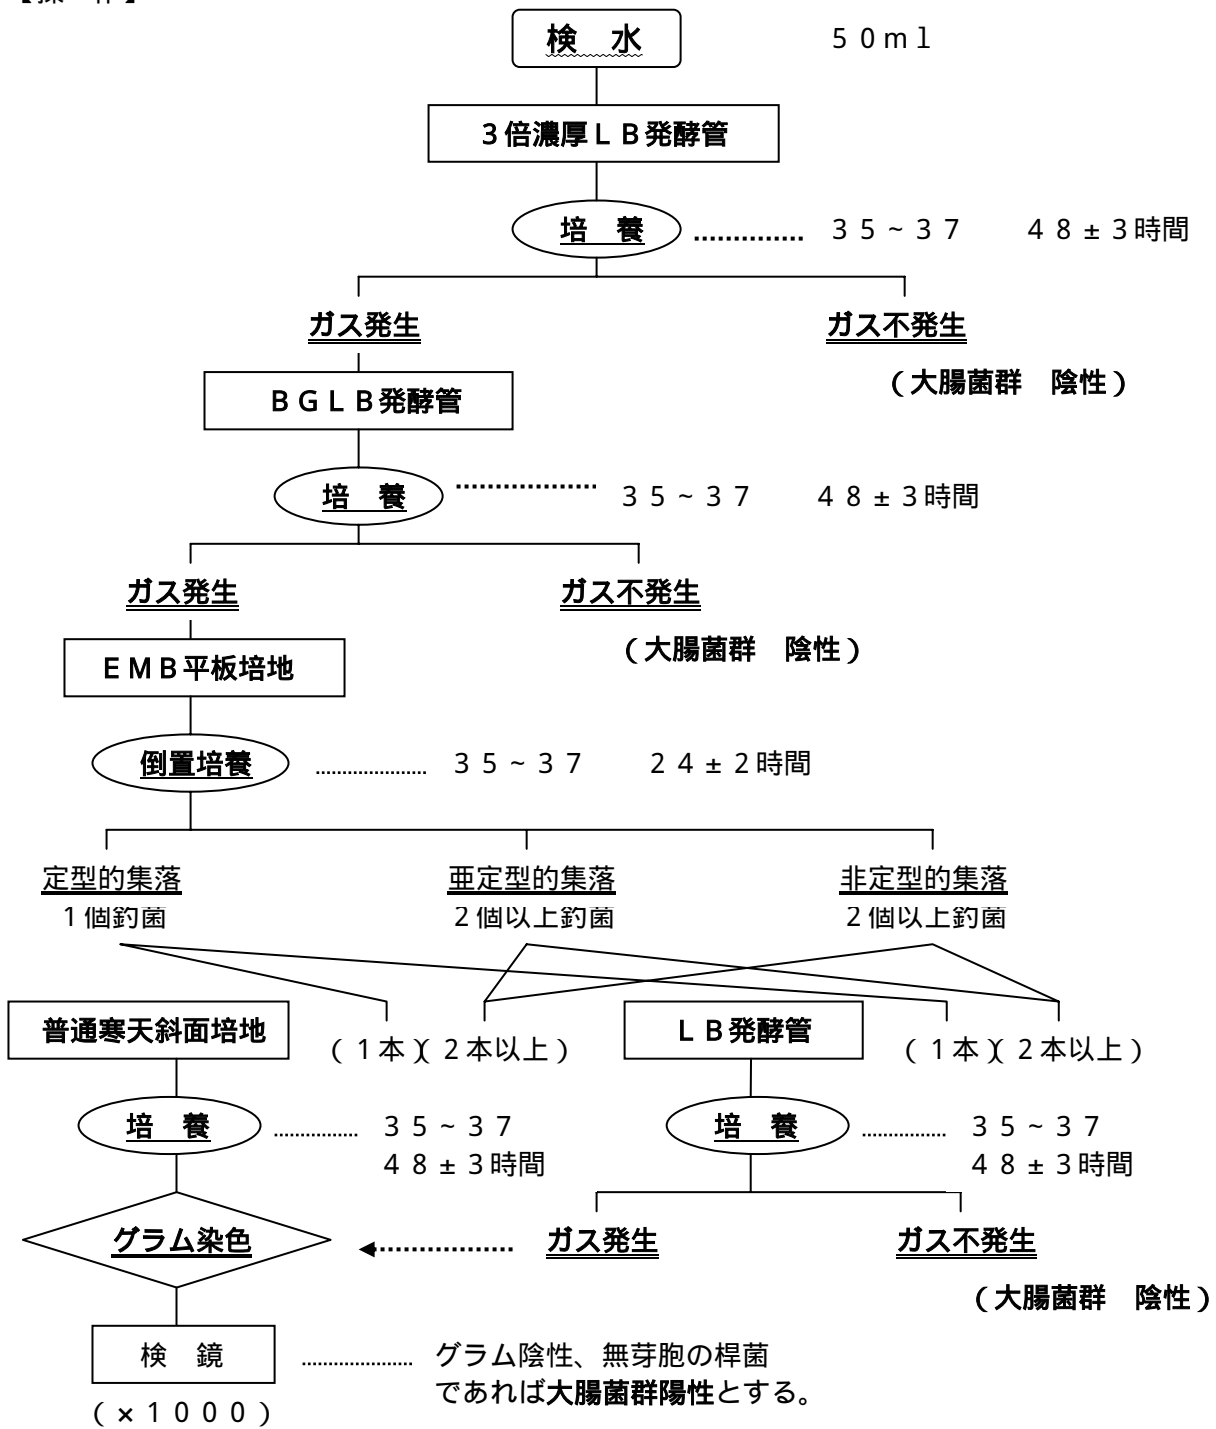 検　水　５０ｍｌ
３倍濃厚ＬＢ発酵管
培　養　３５~３７　４８±３時間
ガス発生　ガス不発生
（大腸菌群　陰性）
ＢＧＬＢ発酵管
培　養　３５~３７　４８±３時間
ガス発生　ガス不発生
（大腸菌群　陰性）
ＥＭＢ平板培地
倒置培養　３５~３７　２４±２時間
定型的集落　亜定型的集落　非定型的集落
１個釣菌　２個以上釣菌　２個以上釣菌
普通寒天斜面培地　（１本）（２本以上）　ＬＢ発酵管　（１本）（２本以上）
培　養　３５~３７　培　養　３５~３７
４８±３時間　４８±３時間
グラム染色　ガス発生　ガス不発生
（大腸菌群　陰性）
検　鏡　グラム陰性、無芽胞の桿菌
であれば大腸菌群陽性とする。
（×１０００）